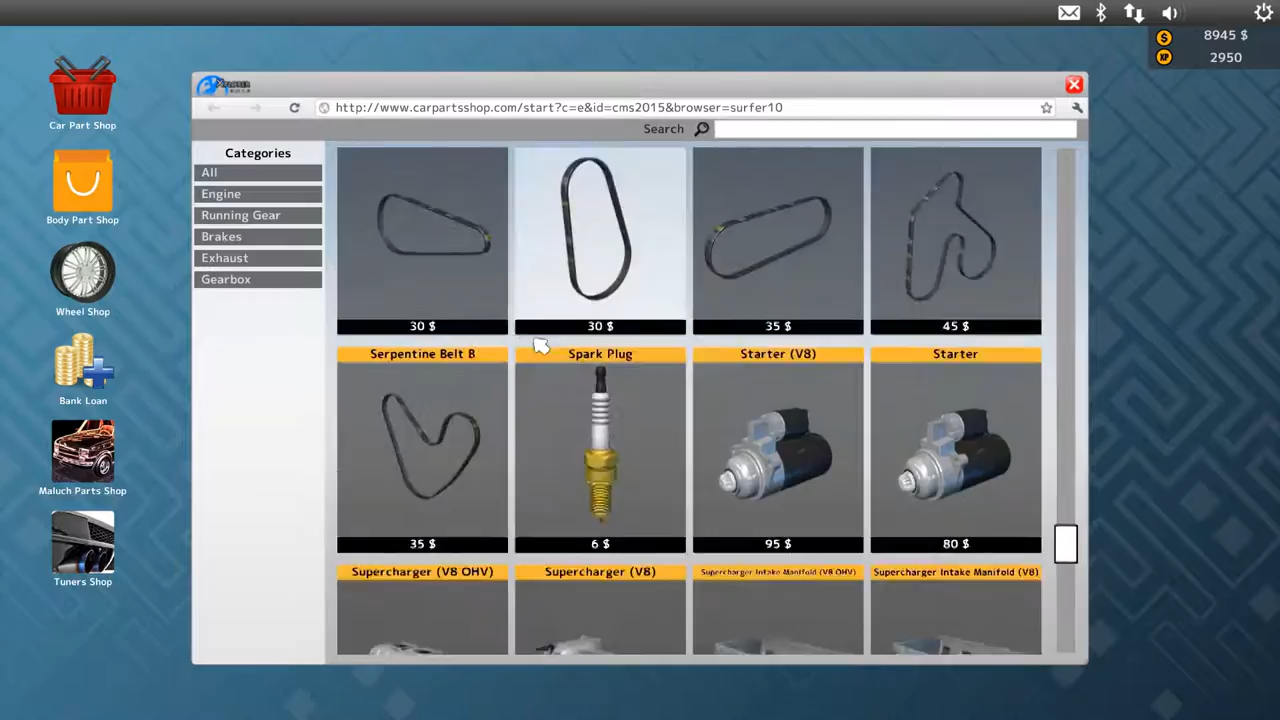 8945 $
2950
http://www.carpartsshop.com/start?c=e&id=cms2015&browser=surfer10
Search
Car Part Shop
Body Part Shop
Wheel Shop
Bank Loan
Maluch Parts Shop
Tuners Shop
Categories
All
Engine
Running Gear
Brakes
Exhaust
Gearbox
30 $
30 $
35 $
45 $
Serpentine Belt B
Spark Plug
Starter (V8)
Starter
35 $
6 $
95 $
80 $
Supercharger (V8 OHV)
Supercharger (V8)
Supercharger Intake Manifold (V8 OHV)
Supercharger Intake Manifold (V8)